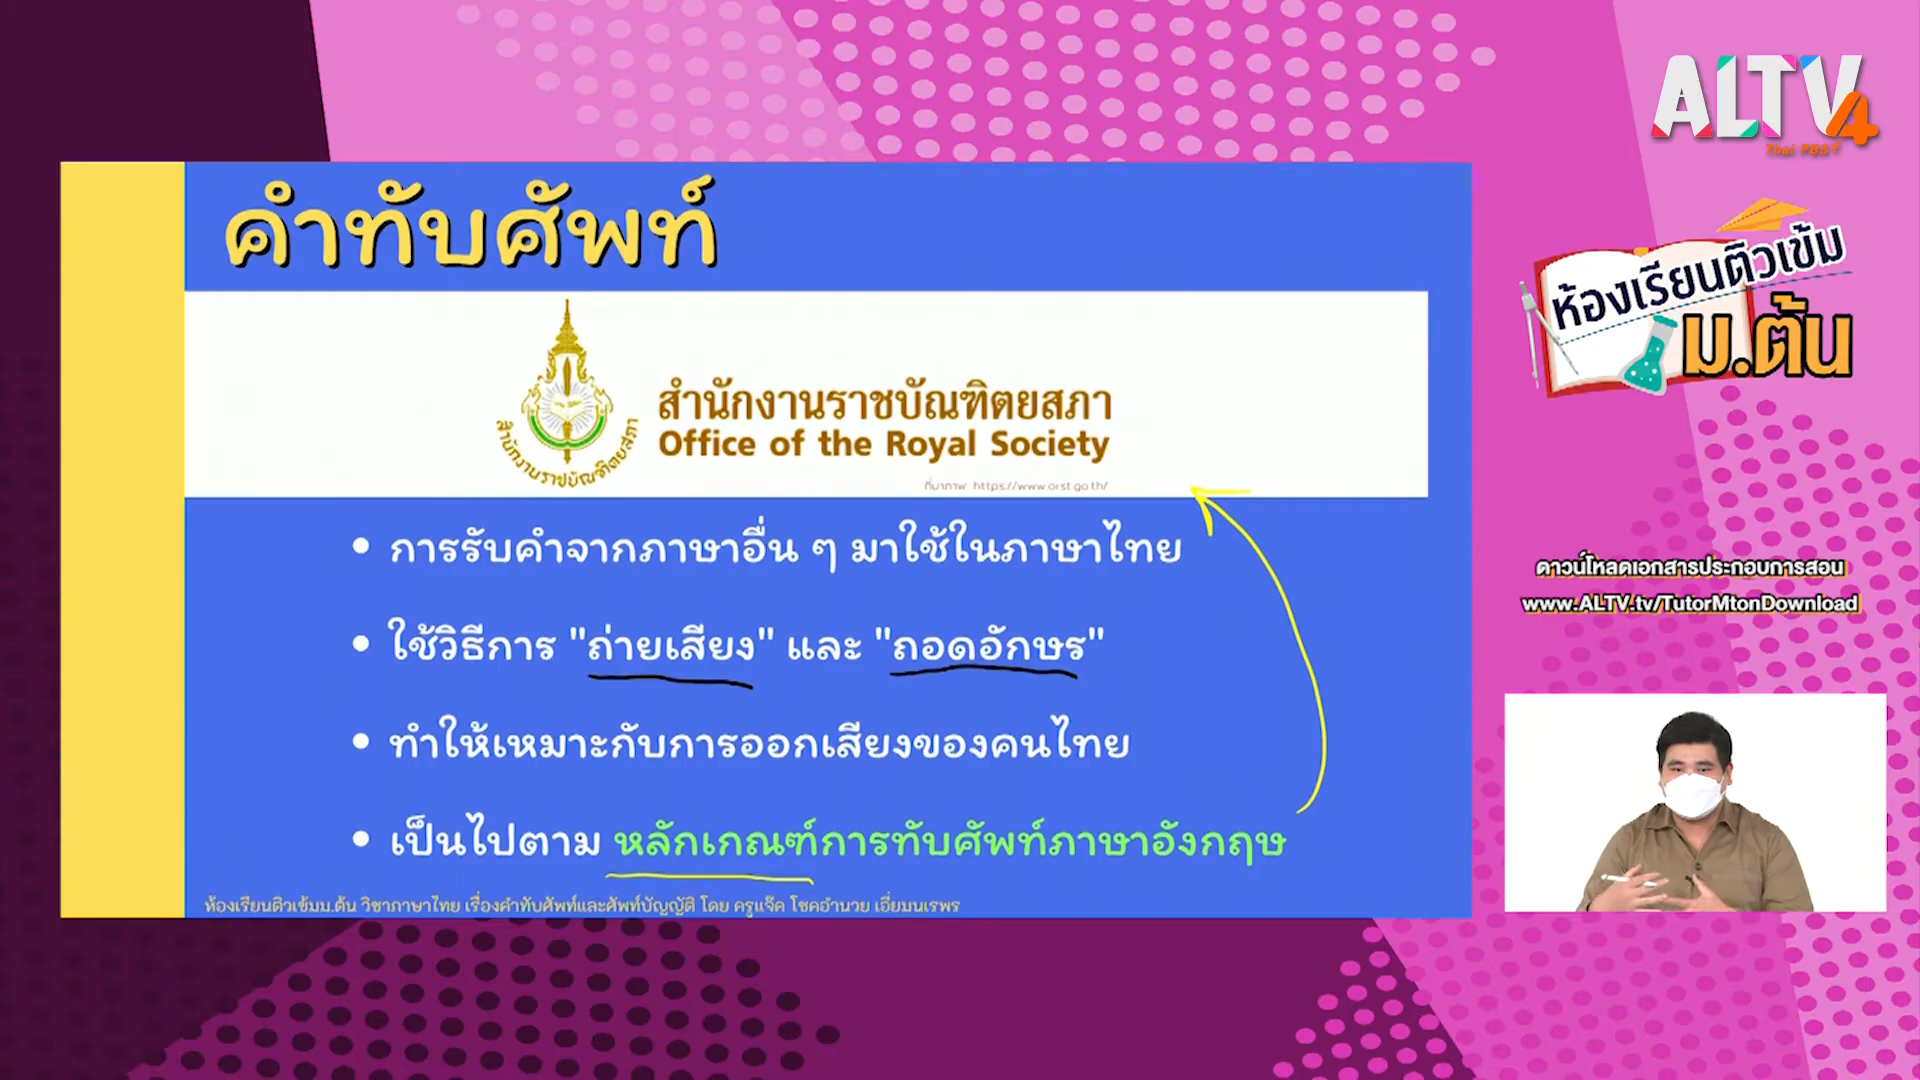 คำทับศัพท์
สำนักงานราชบัณฑิตยสภา
สำนักงานราชบัณฑิตยสภา
Office of the Royal Society
ที่มาภาพ: https://www.orst.go.th/
• การรับคำจากภาษาอื่น ๆ มาใช้ในภาษาไทย
• ใช้วิธีการ "ถ่ายเสียง" และ "ถอดอักษร"
• ทำให้เหมาะกับการออกเสียงของคนไทย
• เป็นไปตาม หลักเกณฑ์การทับศัพท์ภาษาอังกฤษ
ห้องเรียนติวเข้มม.ต้น วิชาภาษาไทย เรื่องคำทับศัพท์และศัพท์บัญญัติ โดย ครูแจ็ค โชคอำนวย เอี่ยมนเรพร
ALTV4
Thai PBS
ห้องเรียนติวเข้ม
ม.ต้น
ดาวน์โหลดเอกสารประกอบการสอน
www.ALTV.tv/TutorMtonDownload